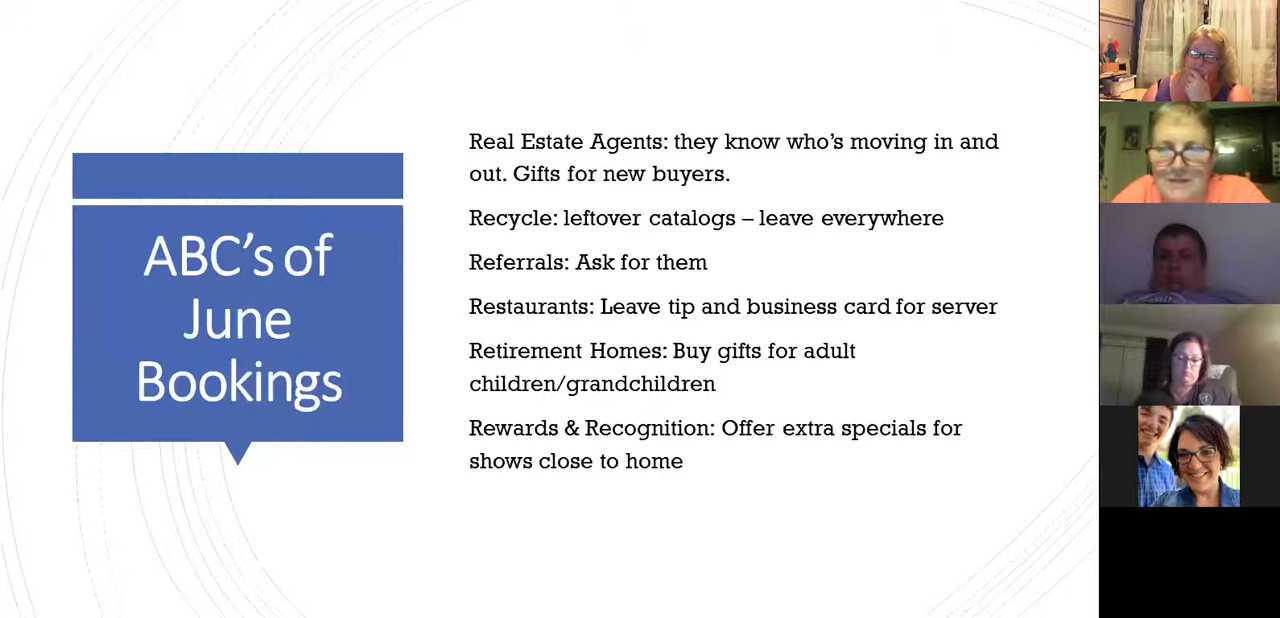 ABC’s of
June
Bookings
Real Estate Agents: they know who’s moving in and
out. Gifts for new buyers.
Recycle: leftover catalogs – leave everywhere
Referrals: Ask for them
Restaurants: Leave tip and business card for server
Retirement Homes: Buy gifts for adult
children/grandchildren
Rewards & Recognition: Offer extra specials for
shows close to home